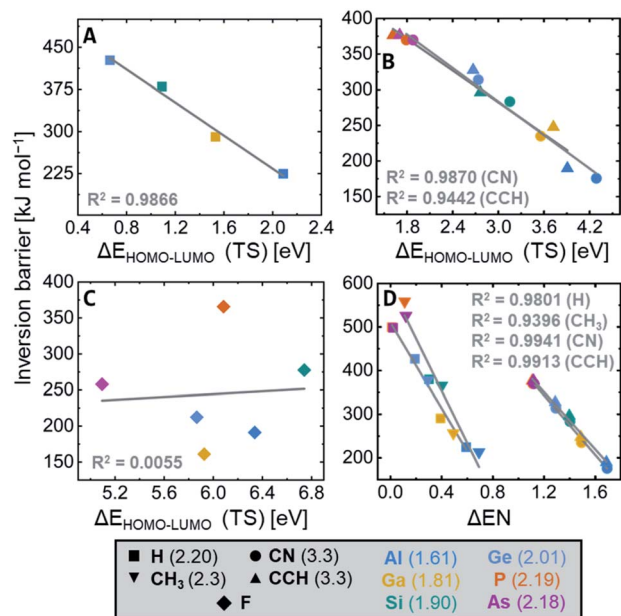 A
Inversion barrier [kJ mol⁻¹]
475
375
300
225
R² = 0.9866
0.6 1.2 1.8 2.4
ΔE_HOMO-LUMO (TS) [eV]
B
400
350
300
250
200
150
R² = 0.9870 (CN)
R² = 0.9442 (CCH)
1.8 2.4 3.0 3.6 4.2
ΔE_HOMO-LUMO (TS) [eV]
C
400
350
300
250
200
150
R² = 0.0055
5.2 5.6 6.0 6.4 6.8
ΔE_HOMO-LUMO (TS) [eV]
D
600
500
400
300
200
R² = 0.9801 (H)
R² = 0.9396 (CH₃)
R² = 0.9941 (CN)
R² = 0.9913 (CCH)
0.0 0.4 0.8 1.2 1.6
ΔEN
H (2.20) CN (3.3) Al (1.61) Ge (2.01)
CH₃ (2.3) CCH (3.3) Ga (1.81) P (2.19)
F Si (1.90) As (2.18)